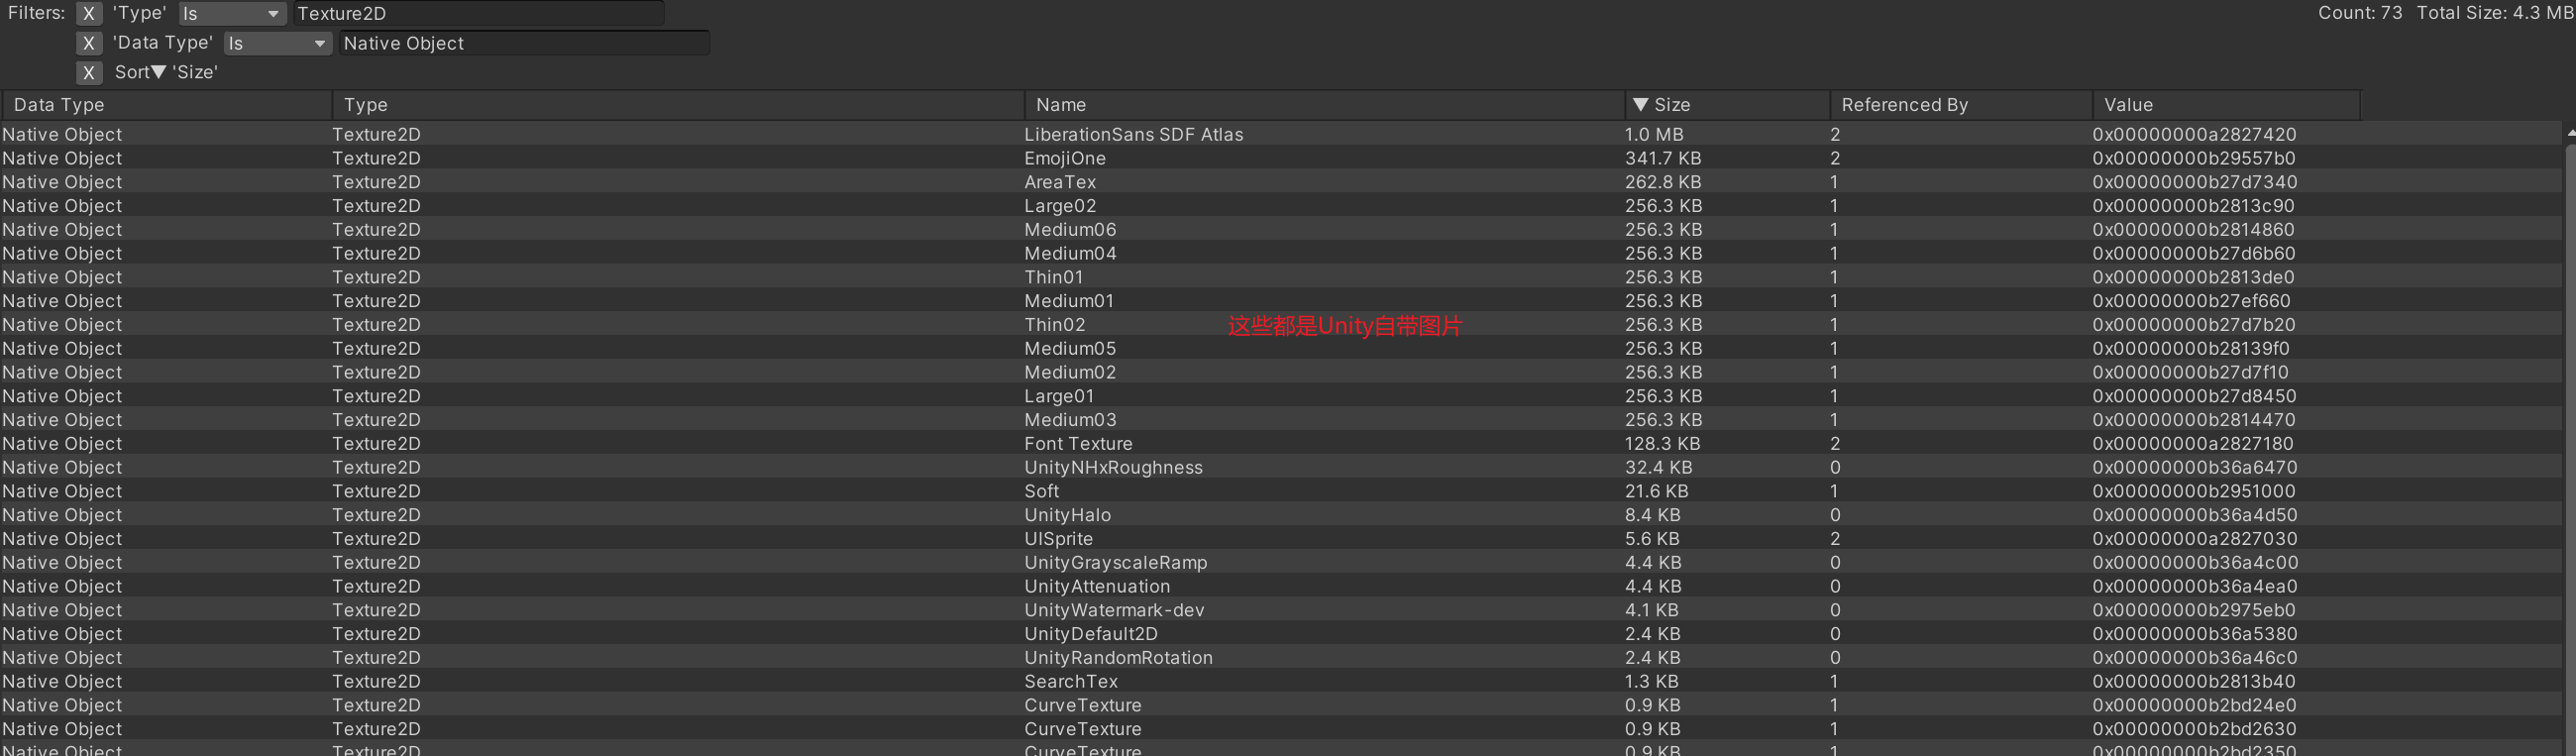 Filters: X 'Type' Is Texture2D Count: 73 Total Size: 4.3 MB
X 'Data Type' Is Native Object
X Sort▼ 'Size'
Data Type Type Name ▼ Size Referenced By Value
Native Object Texture2D LiberationSans SDF Atlas 1.0 MB 2 0x00000000a2827420
Native Object Texture2D EmojiOne 341.7 KB 2 0x00000000b29557b0
Native Object Texture2D AreaTex 262.8 KB 1 0x00000000b27d7340
Native Object Texture2D Large02 256.3 KB 1 0x00000000b2813c90
Native Object Texture2D Medium06 256.3 KB 1 0x00000000b2814860
Native Object Texture2D Medium04 256.3 KB 1 0x00000000b27d6b60
Native Object Texture2D Thin01 256.3 KB 1 0x00000000b2813de0
Native Object Texture2D Medium01 256.3 KB 1 0x00000000b27ef660
Native Object Texture2D Thin02 这些都是Unity自带图片 256.3 KB 1 0x00000000b27d7b20
Native Object Texture2D Medium05 256.3 KB 1 0x00000000b28139f0
Native Object Texture2D Medium02 256.3 KB 1 0x00000000b27d7f10
Native Object Texture2D Large01 256.3 KB 1 0x00000000b27d8450
Native Object Texture2D Medium03 256.3 KB 1 0x00000000b2814470
Native Object Texture2D Font Texture 128.3 KB 2 0x00000000a2827180
Native Object Texture2D UnityNHxRoughness 32.4 KB 0 0x00000000b36a6470
Native Object Texture2D Soft 21.6 KB 1 0x00000000b2951000
Native Object Texture2D UnityHalo 8.4 KB 0 0x00000000b36a4d50
Native Object Texture2D UISprite 5.6 KB 2 0x00000000a2827030
Native Object Texture2D UnityGrayscaleRamp 4.4 KB 0 0x00000000b36a4c00
Native Object Texture2D UnityAttenuation 4.4 KB 0 0x00000000b36a4ea0
Native Object Texture2D UnityWatermark-dev 4.1 KB 0 0x00000000b2975eb0
Native Object Texture2D UnityDefault2D 2.4 KB 0 0x00000000b36a5380
Native Object Texture2D UnityRandomRotation 2.4 KB 0 0x00000000b36a46c0
Native Object Texture2D SearchTex 1.3 KB 1 0x00000000b2813b40
Native Object Texture2D CurveTexture 0.9 KB 1 0x00000000b2bd24e0
Native Object Texture2D CurveTexture 0.9 KB 1 0x00000000b2bd2630
Native Object Texture2D CurveTexture 0.9 KB 1 0x00000000b2bd2350